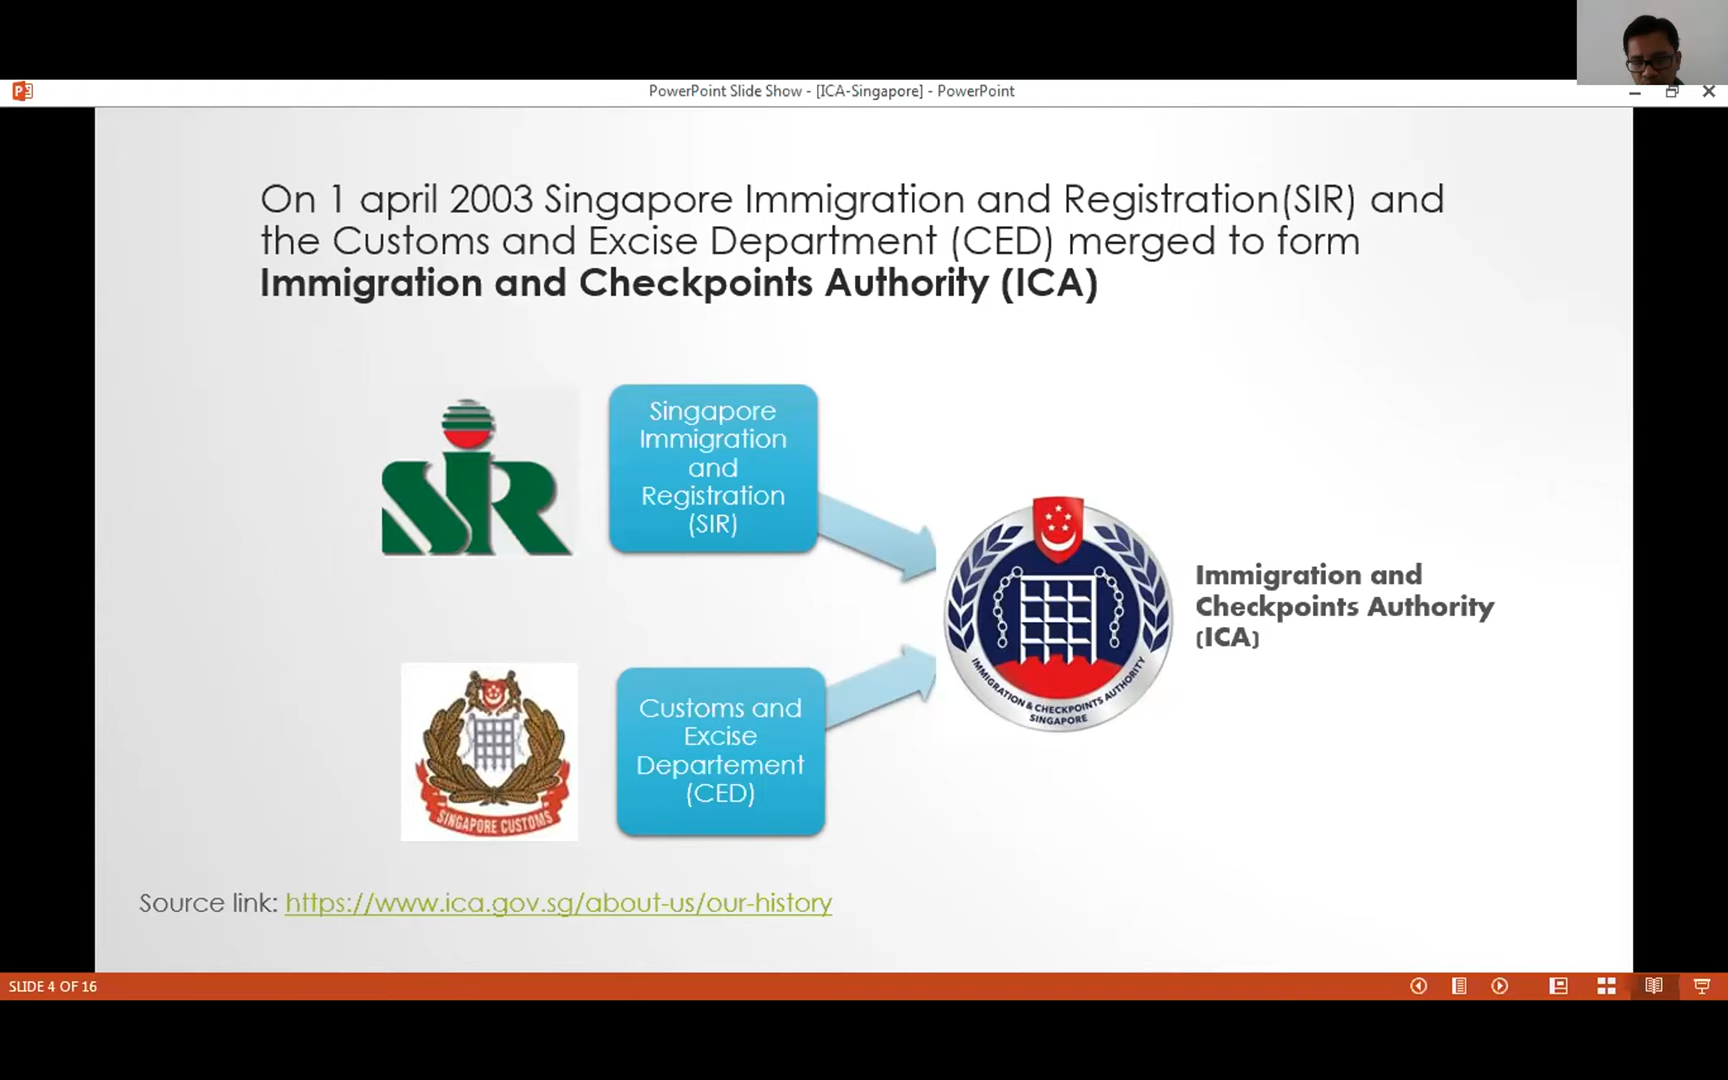 PowerPoint Slide Show - [ICA-Singapore] - PowerPoint
On 1 april 2003 Singapore Immigration and Registration(SIR) and
the Customs and Excise Department (CED) merged to form
Immigration and Checkpoints Authority (ICA)
SIR
Singapore
Immigration
and
Registration
(SIR)
Immigration and
Checkpoints Authority
(ICA)
IMMIGRATION & CHECKPOINTS AUTHORITY
SINGAPORE
SINGAPORE CUSTOMS
Customs and
Excise
Departement
(CED)
Source link: https://www.ica.gov.sg/about-us/our-history
SLIDE 4 OF 16